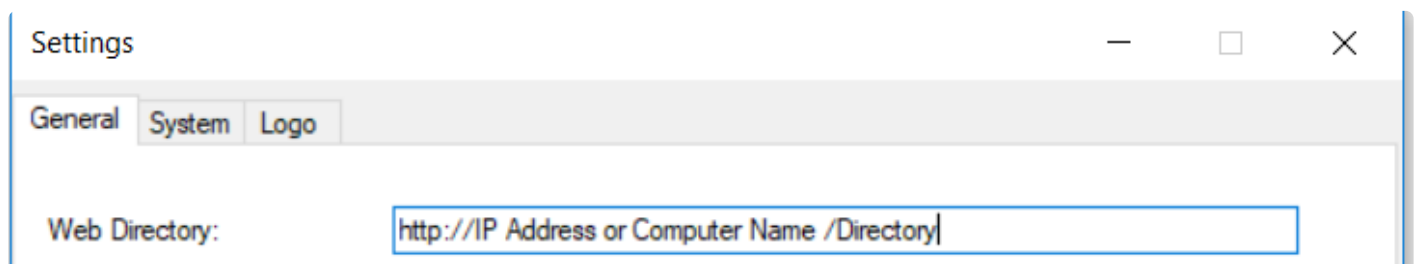 Settings
General System Logo
Web Directory: http://IP Address or Computer Name /Directory